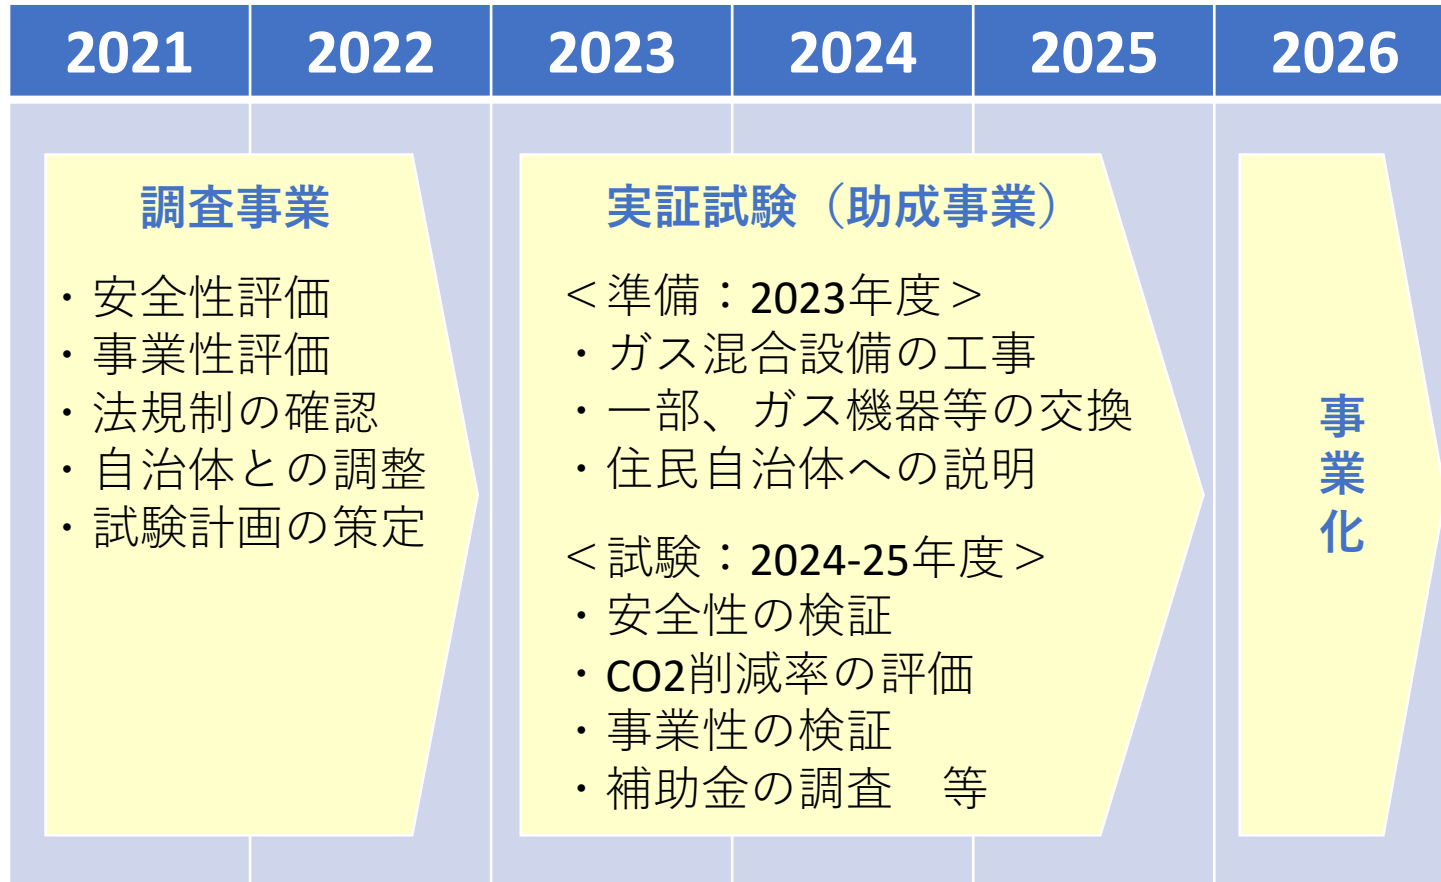 2021 2022 2023 2024 2025 2026
調査事業
・安全性評価
・事業性評価
・法規制の確認
・自治体との調整
・試験計画の策定
実証試験（助成事業）
＜準備：2023年度＞
・ガス混合設備の工事
・一部、ガス機器等の交換
・住民自治体への説明
＜試験：2024-25年度＞
・安全性の検証
・CO2削減率の評価
・事業性の検証
・補助金の調査　等
事業化